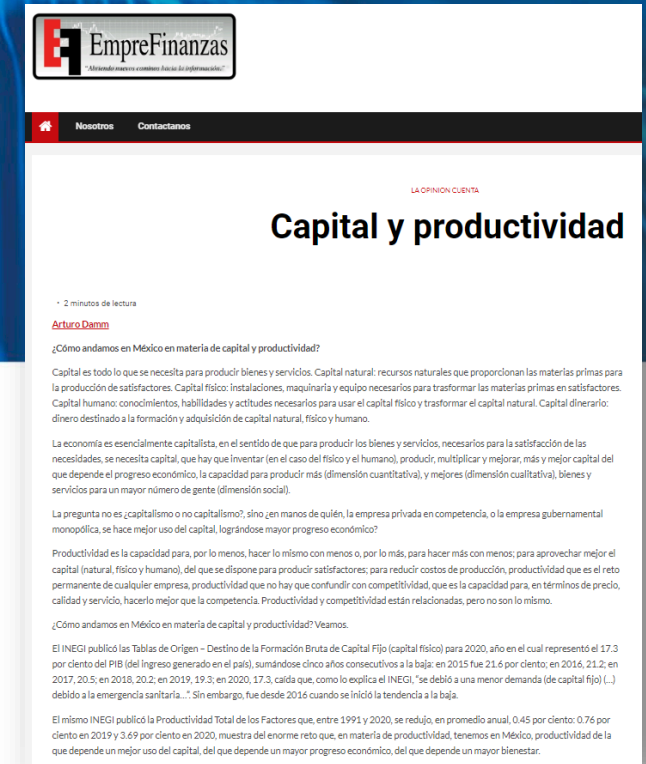 EmpreFinanzas
"Abriendo nuevos caminos hacia la información."
Nosotros Contactanos
LA OPINION CUENTA
Capital y productividad
2 minutos de lectura
Arturo Damm
¿Cómo andamos en México en materia de capital y productividad?
Capital es todo lo que se necesita para producir bienes y servicios. Capital natural: recursos naturales que proporcionan las materias primas para
la producción de satisfactores. Capital físico: instalaciones, maquinaria y equipo necesarios para trasformar las materias primas en satisfactores.
Capital humano: conocimientos, habilidades y actitudes necesarios para usar el capital físico y trasformar el capital natural. Capital dinerario:
dinero destinado a la formación y adquisición de capital natural, físico y humano.
La economía es esencialmente capitalista, en el sentido de que para producir los bienes y servicios, necesarios para la satisfacción de las
necesidades, se necesita capital, que hay que inventar (en el caso del físico y el humano), producir, multiplicar y mejorar, más y mejor capital del
que depende el progreso económico, la capacidad para producir más (dimensión cuantitativa), y mejores (dimensión cualitativa), bienes y
servicios para un mayor número de gente (dimensión social).
La pregunta no es ¿capitalismo o no capitalismo?, sino ¿en manos de quién, la empresa privada en competencia, o la empresa gubernamental
monopólica, se hace mejor uso del capital, lográndose mayor progreso económico?
Productividad es la capacidad para, por lo menos, hacer lo mismo con menos o, por lo más, para hacer más con menos; para aprovechar mejor el
capital (natural, físico y humano), del que se dispone para producir satisfactores; para reducir costos de producción, productividad que es el reto
permanente de cualquier empresa, productividad que no hay que confundir con competitividad, que es la capacidad para, en términos de precio,
calidad y servicio, hacerlo mejor que la competencia. Productividad y competitividad están relacionadas, pero no son lo mismo.
¿Cómo andamos en México en materia de capital y productividad? Veamos.
El INEGI publicó las Tablas de Origen – Destino de la Formación Bruta de Capital Fijo (capital físico) para 2020, año en el cual representó el 17.3
por ciento del PIB (del ingreso generado en el país), sumándose cinco años consecutivos a la baja: en 2015 fue 21.6 por ciento; en 2016, 21.2; en
2017, 20.5; en 2018, 20.2; en 2019, 19.3; en 2020, 17.3, caída que, como lo explica el INEGI, "se debió a una menor demanda (de capital fijo) (...)
debido a la emergencia sanitaria...". Sin embargo, fue desde 2016 cuando se inició la tendencia a la baja.
El mismo INEGI publicó la Productividad Total de los Factores que, entre 1991 y 2020, se redujo, en promedio anual, 0.45 por ciento: 0.76 por
ciento en 2019 y 3.69 por ciento en 2020, muestra del enorme reto que, en materia de productividad, tenemos en México, productividad de la
que depende un mejor uso del capital, del que depende un mayor progreso económico, del que depende un mayor bienestar.